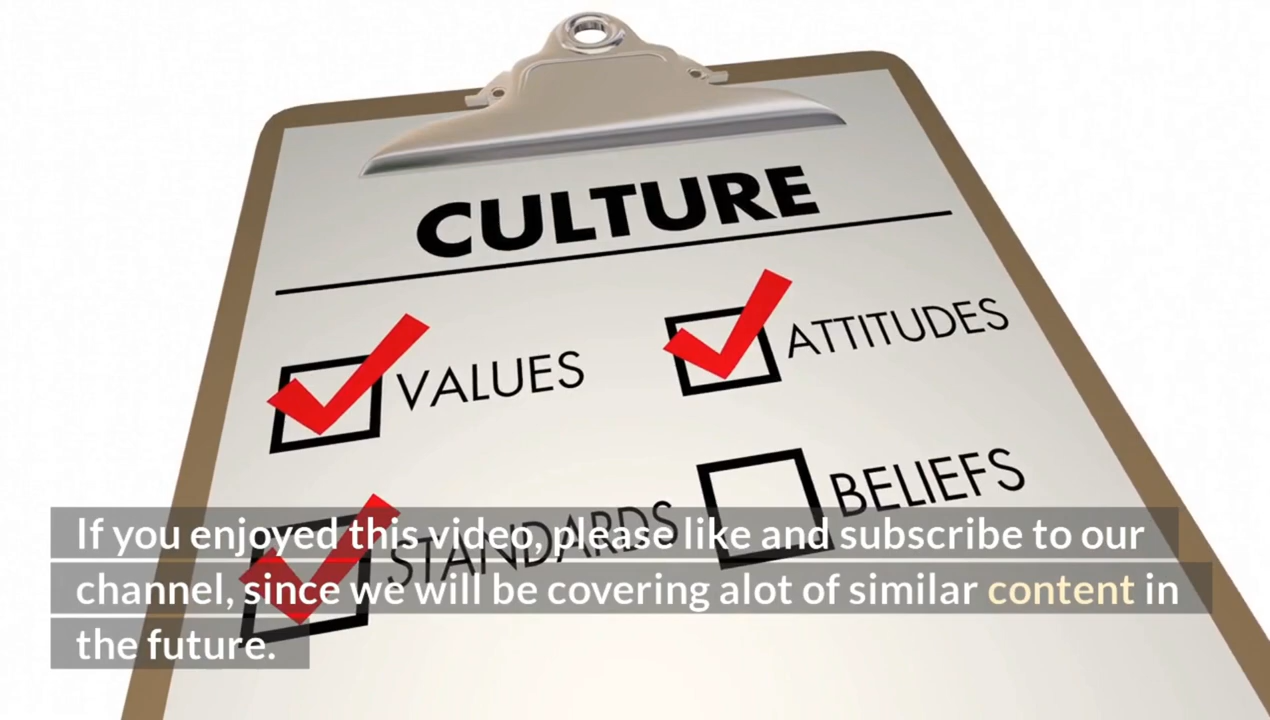 CULTURE
VALUES
ATTITUDES
STANDARDS
BELIEFS
If you enjoyed this video, please like and subscribe to our
channel, since we will be covering alot of similar content in
the future.